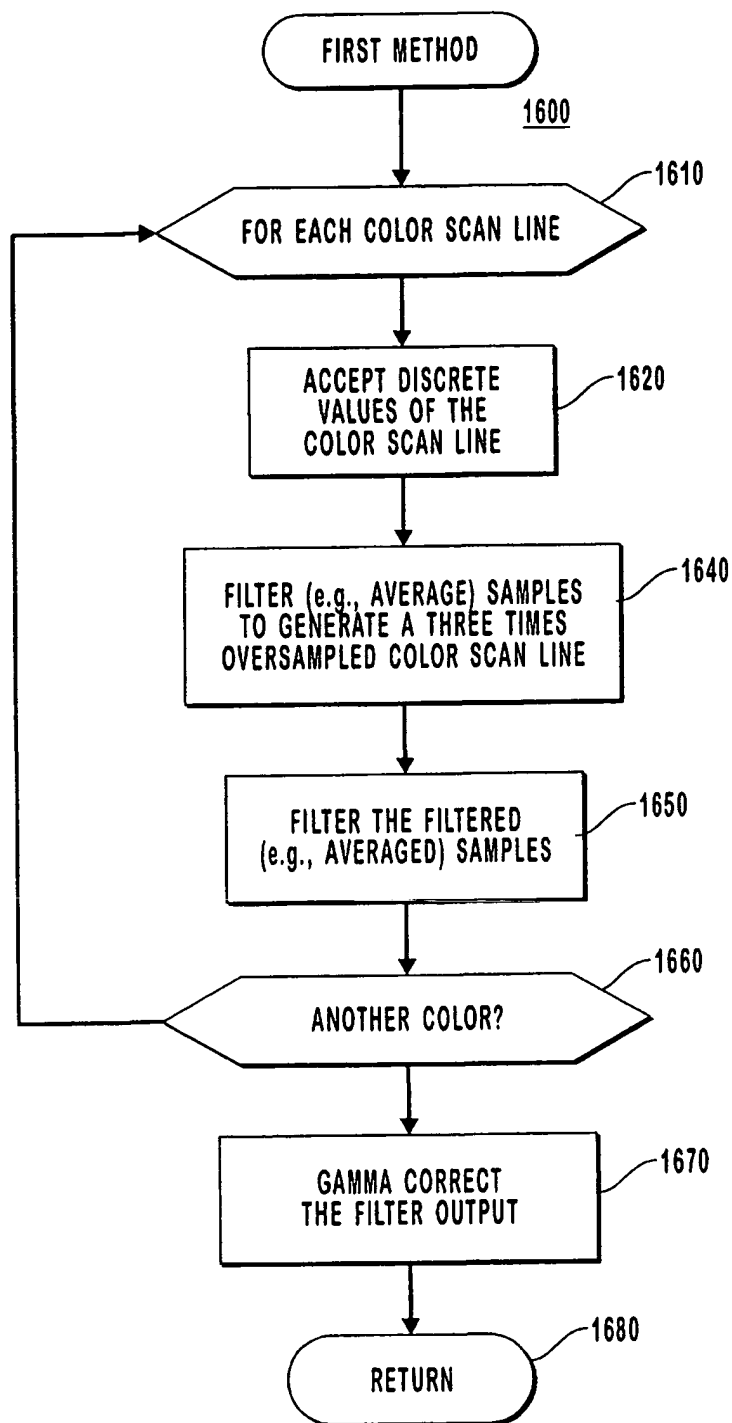 FIRST METHOD
1600
1610
FOR EACH COLOR SCAN LINE
ACCEPT DISCRETE
VALUES OF THE
COLOR SCAN LINE
1620
1640
FILTER (e.g., AVERAGE) SAMPLES
TO GENERATE A THREE TIMES
OVERSAMPLED COLOR SCAN LINE
1650
FILTER THE FILTERED
(e.g., AVERAGED) SAMPLES
1660
ANOTHER COLOR?
1670
GAMMA CORRECT
THE FILTER OUTPUT
1680
RETURN